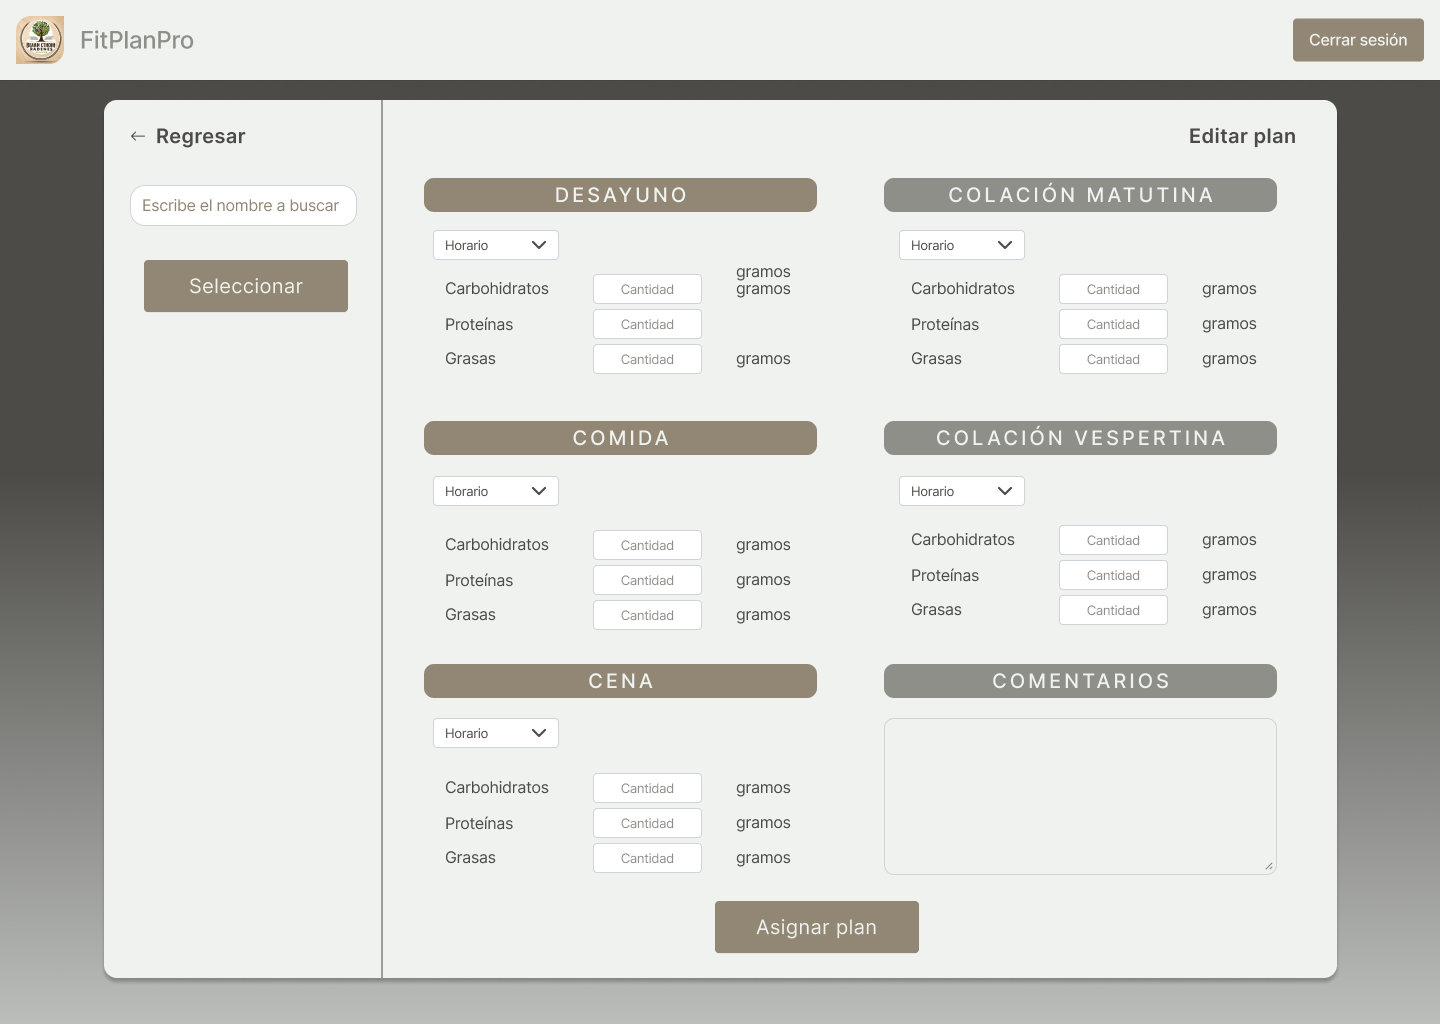 FitPlanPro
Cerrar sesión
Regresar
Escribe el nombre a buscar
Seleccionar
Editar plan
DESAYUNO
Horario
gramos
Carbohidratos Cantidad gramos
Proteínas Cantidad
Grasas Cantidad gramos
COLACIÓN MATUTINA
Horario
Carbohidratos Cantidad gramos
Proteínas Cantidad gramos
Grasas Cantidad gramos
COMIDA
Horario
Carbohidratos Cantidad gramos
Proteínas Cantidad gramos
Grasas Cantidad gramos
COLACIÓN VESPERTINA
Horario
Carbohidratos Cantidad gramos
Proteínas Cantidad gramos
Grasas Cantidad gramos
CENA
Horario
Carbohidratos Cantidad gramos
Proteínas Cantidad gramos
Grasas Cantidad gramos
COMENTARIOS
Asignar plan